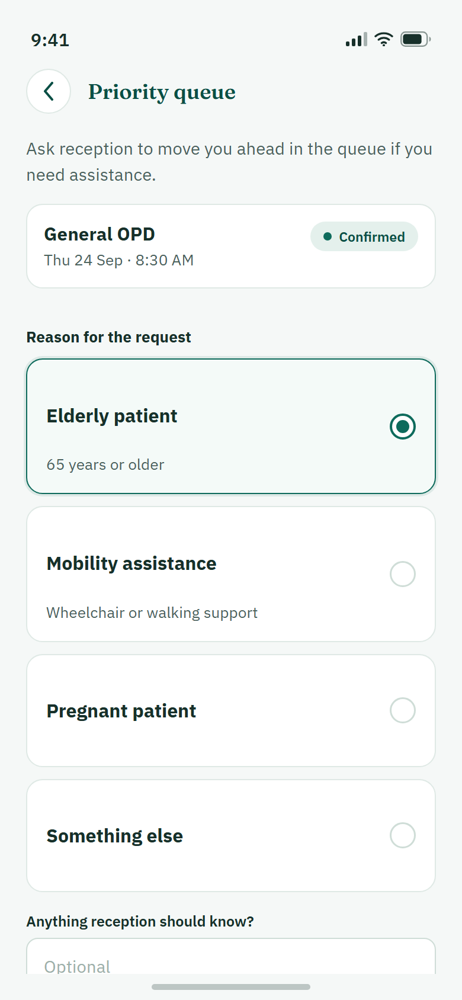 9:41
Priority queue
Ask reception to move you ahead in the queue if you
need assistance.
General OPD
Confirmed
Thu 24 Sep · 8:30 AM
Reason for the request
Elderly patient
65 years or older
Mobility assistance
Wheelchair or walking support
Pregnant patient
Something else
Anything reception should know?
Optional